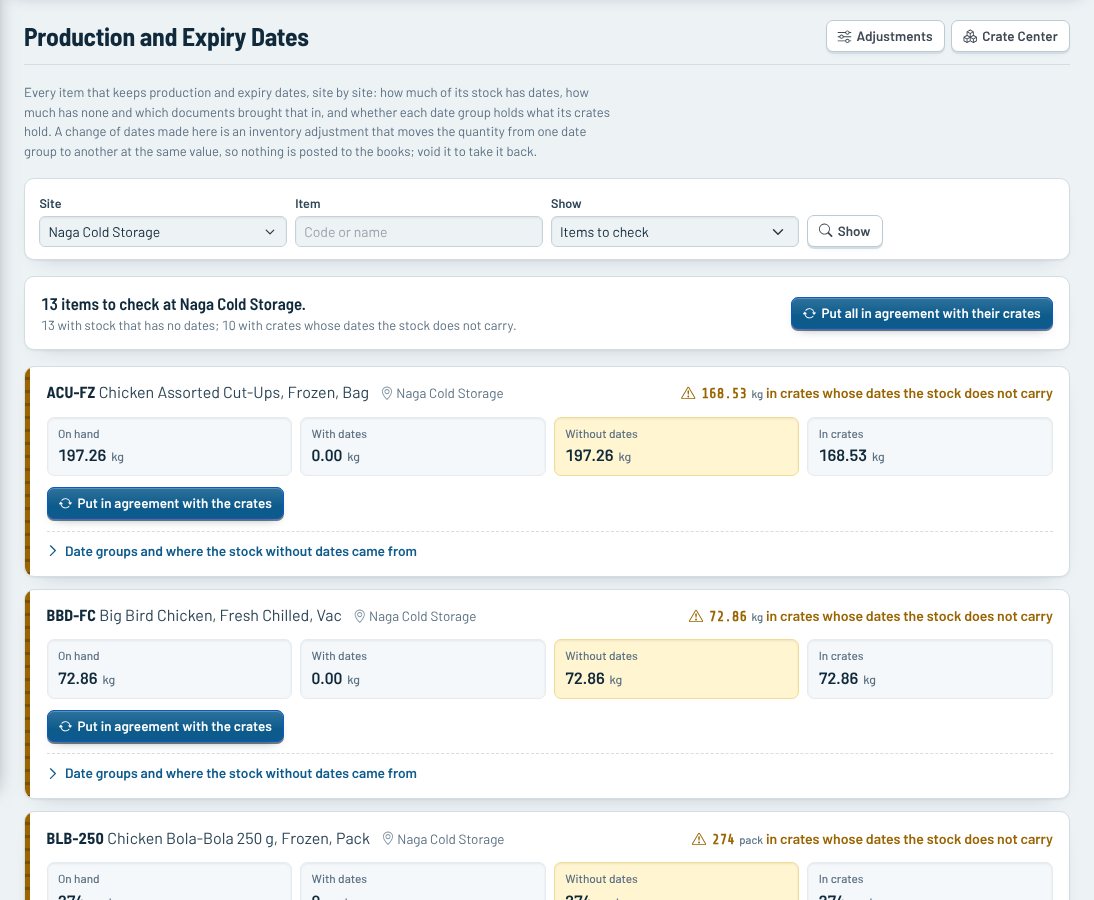 Production and Expiry Dates
Adjustments
Crate Center
Every item that keeps production and expiry dates, site by site: how much of its stock has dates, how
much has none and which documents brought that in, and whether each date group holds what its crates
hold. A change of dates made here is an inventory adjustment that moves the quantity from one date
group to another at the same value, so nothing is posted to the books; void it to take it back.
Site
Item
Show
Naga Cold Storage
Code or name
Items to check
Show
13 items to check at Naga Cold Storage.
13 with stock that has no dates; 10 with crates whose dates the stock does not carry.
Put all in agreement with their crates
ACU-FZ Chicken Assorted Cut-Ups, Frozen, Bag Naga Cold Storage
168.53 kg in crates whose dates the stock does not carry
On hand
197.26 kg
With dates
0.00 kg
Without dates
197.26 kg
In crates
168.53 kg
Put in agreement with the crates
Date groups and where the stock without dates came from
BBD-FC Big Bird Chicken, Fresh Chilled, Vac Naga Cold Storage
72.86 kg in crates whose dates the stock does not carry
On hand
72.86 kg
With dates
0.00 kg
Without dates
72.86 kg
In crates
72.86 kg
Put in agreement with the crates
Date groups and where the stock without dates came from
BLB-250 Chicken Bola-Bola 250 g, Frozen, Pack Naga Cold Storage
274 pack in crates whose dates the stock does not carry
On hand
With dates
Without dates
In crates